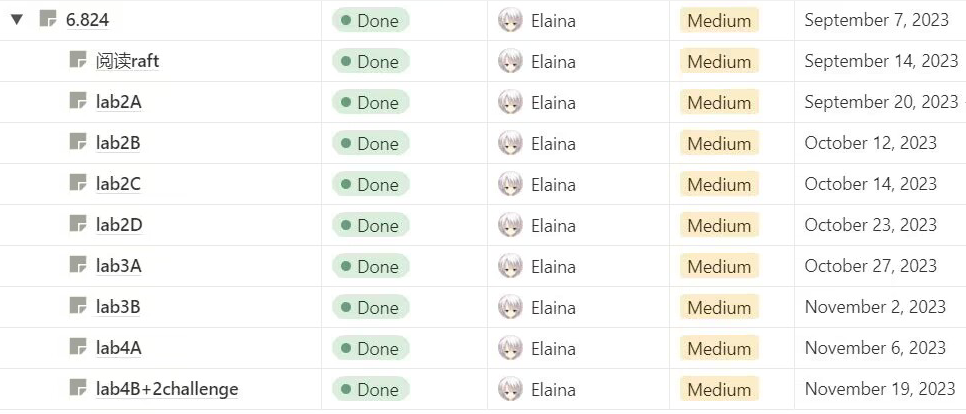 6.824 Done Elaina Medium September 7, 2023
阅读raft Done Elaina Medium September 14, 2023
lab2A Done Elaina Medium September 20, 2023
lab2B Done Elaina Medium October 12, 2023
lab2C Done Elaina Medium October 14, 2023
lab2D Done Elaina Medium October 23, 2023
lab3A Done Elaina Medium October 27, 2023
lab3B Done Elaina Medium November 2, 2023
lab4A Done Elaina Medium November 6, 2023
lab4B+2challenge Done Elaina Medium November 19, 2023